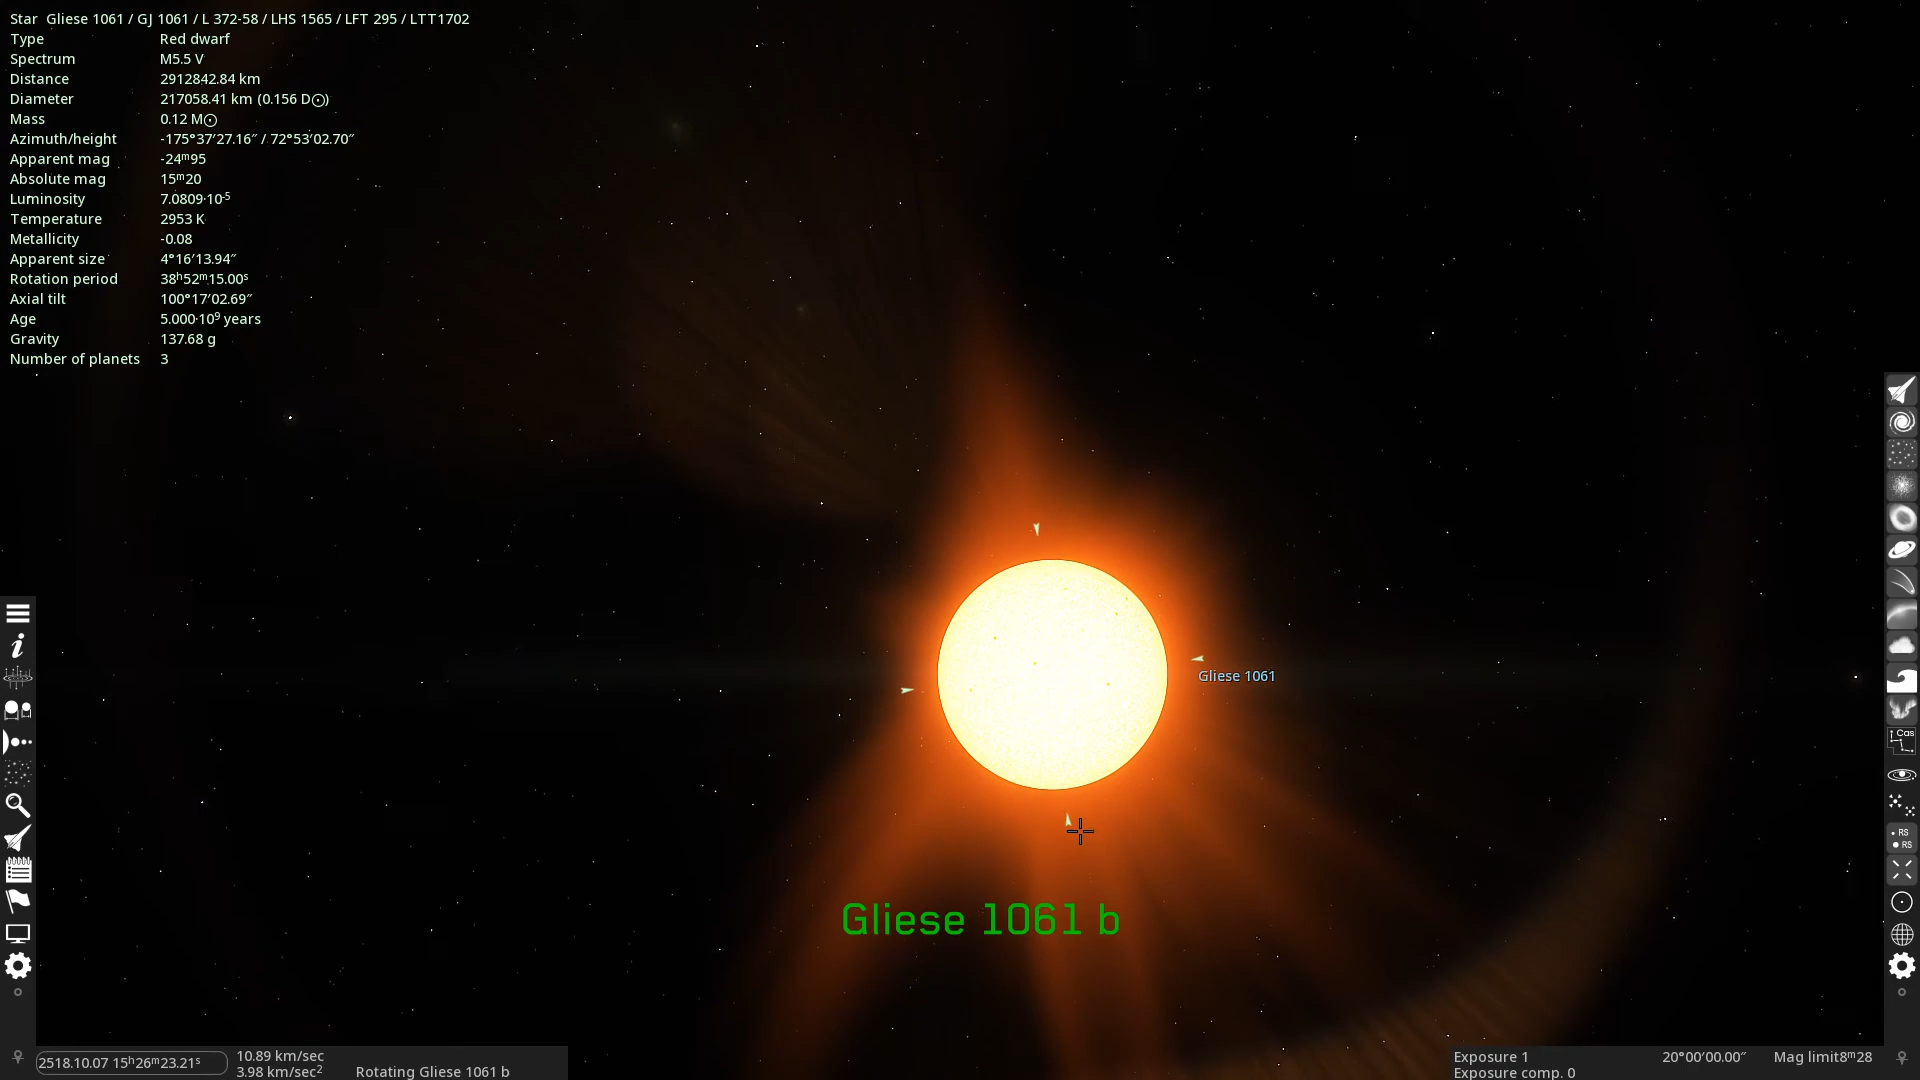 Star Gliese 1061 / GJ 1061 / L 372-58 / LHS 1565 / LFT 295 / LTT1702
Type Red dwarf
Spectrum M5.5 V
Distance 2912842.84 km
Diameter 217058.41 km (0.156 D☉)
Mass 0.12 M☉
Azimuth/height -175°37′27.16″ / 72°53′02.70″
Apparent mag -24ᵐ95
Absolute mag 15ᵐ20
Luminosity 7.0809·10⁻⁵
Temperature 2953 K
Metallicity -0.08
Apparent size 4°16′13.94″
Rotation period 38ʰ52ᵐ15.00ˢ
Axial tilt 100°17′02.69″
Age 5.000·10⁹ years
Gravity 137.68 g
Number of planets 3
Gliese 1061
Cas
RS
RS
Gliese 1061 b
2518.10.07 15ʰ26ᵐ23.21ˢ
10.89 km/sec
3.98 km/sec² Rotating Gliese 1061 b
Exposure 1 20°00′00.00″ Mag limit8ᵐ28
Exposure comp. 0